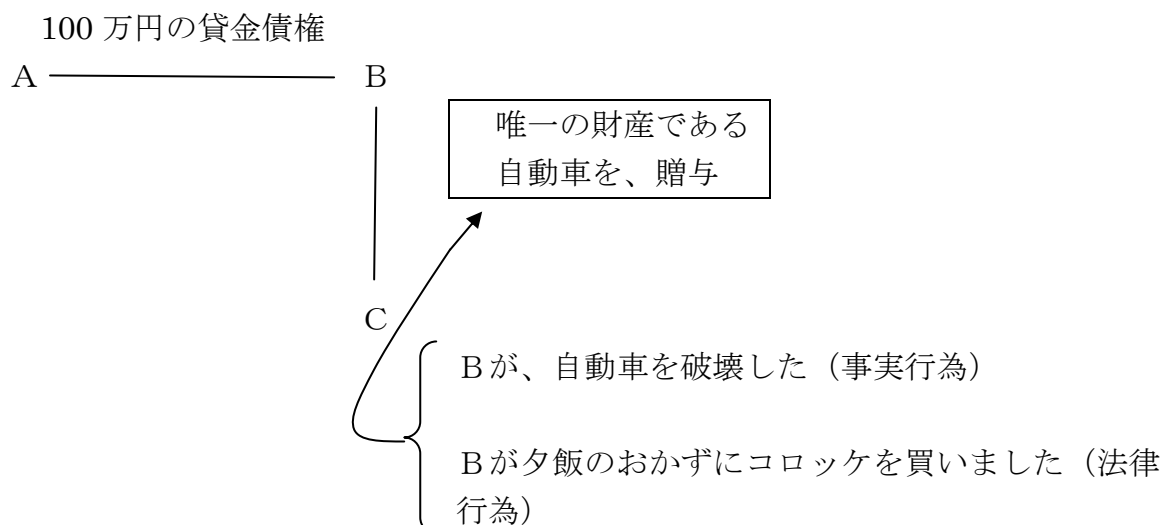 100 万円の貸金債権
A B
唯一の財産である
自動車を、贈与
C
Bが、自動車を破壊した（事実行為）
Bが夕飯のおかずにコロッケを買いました（法律
行為）